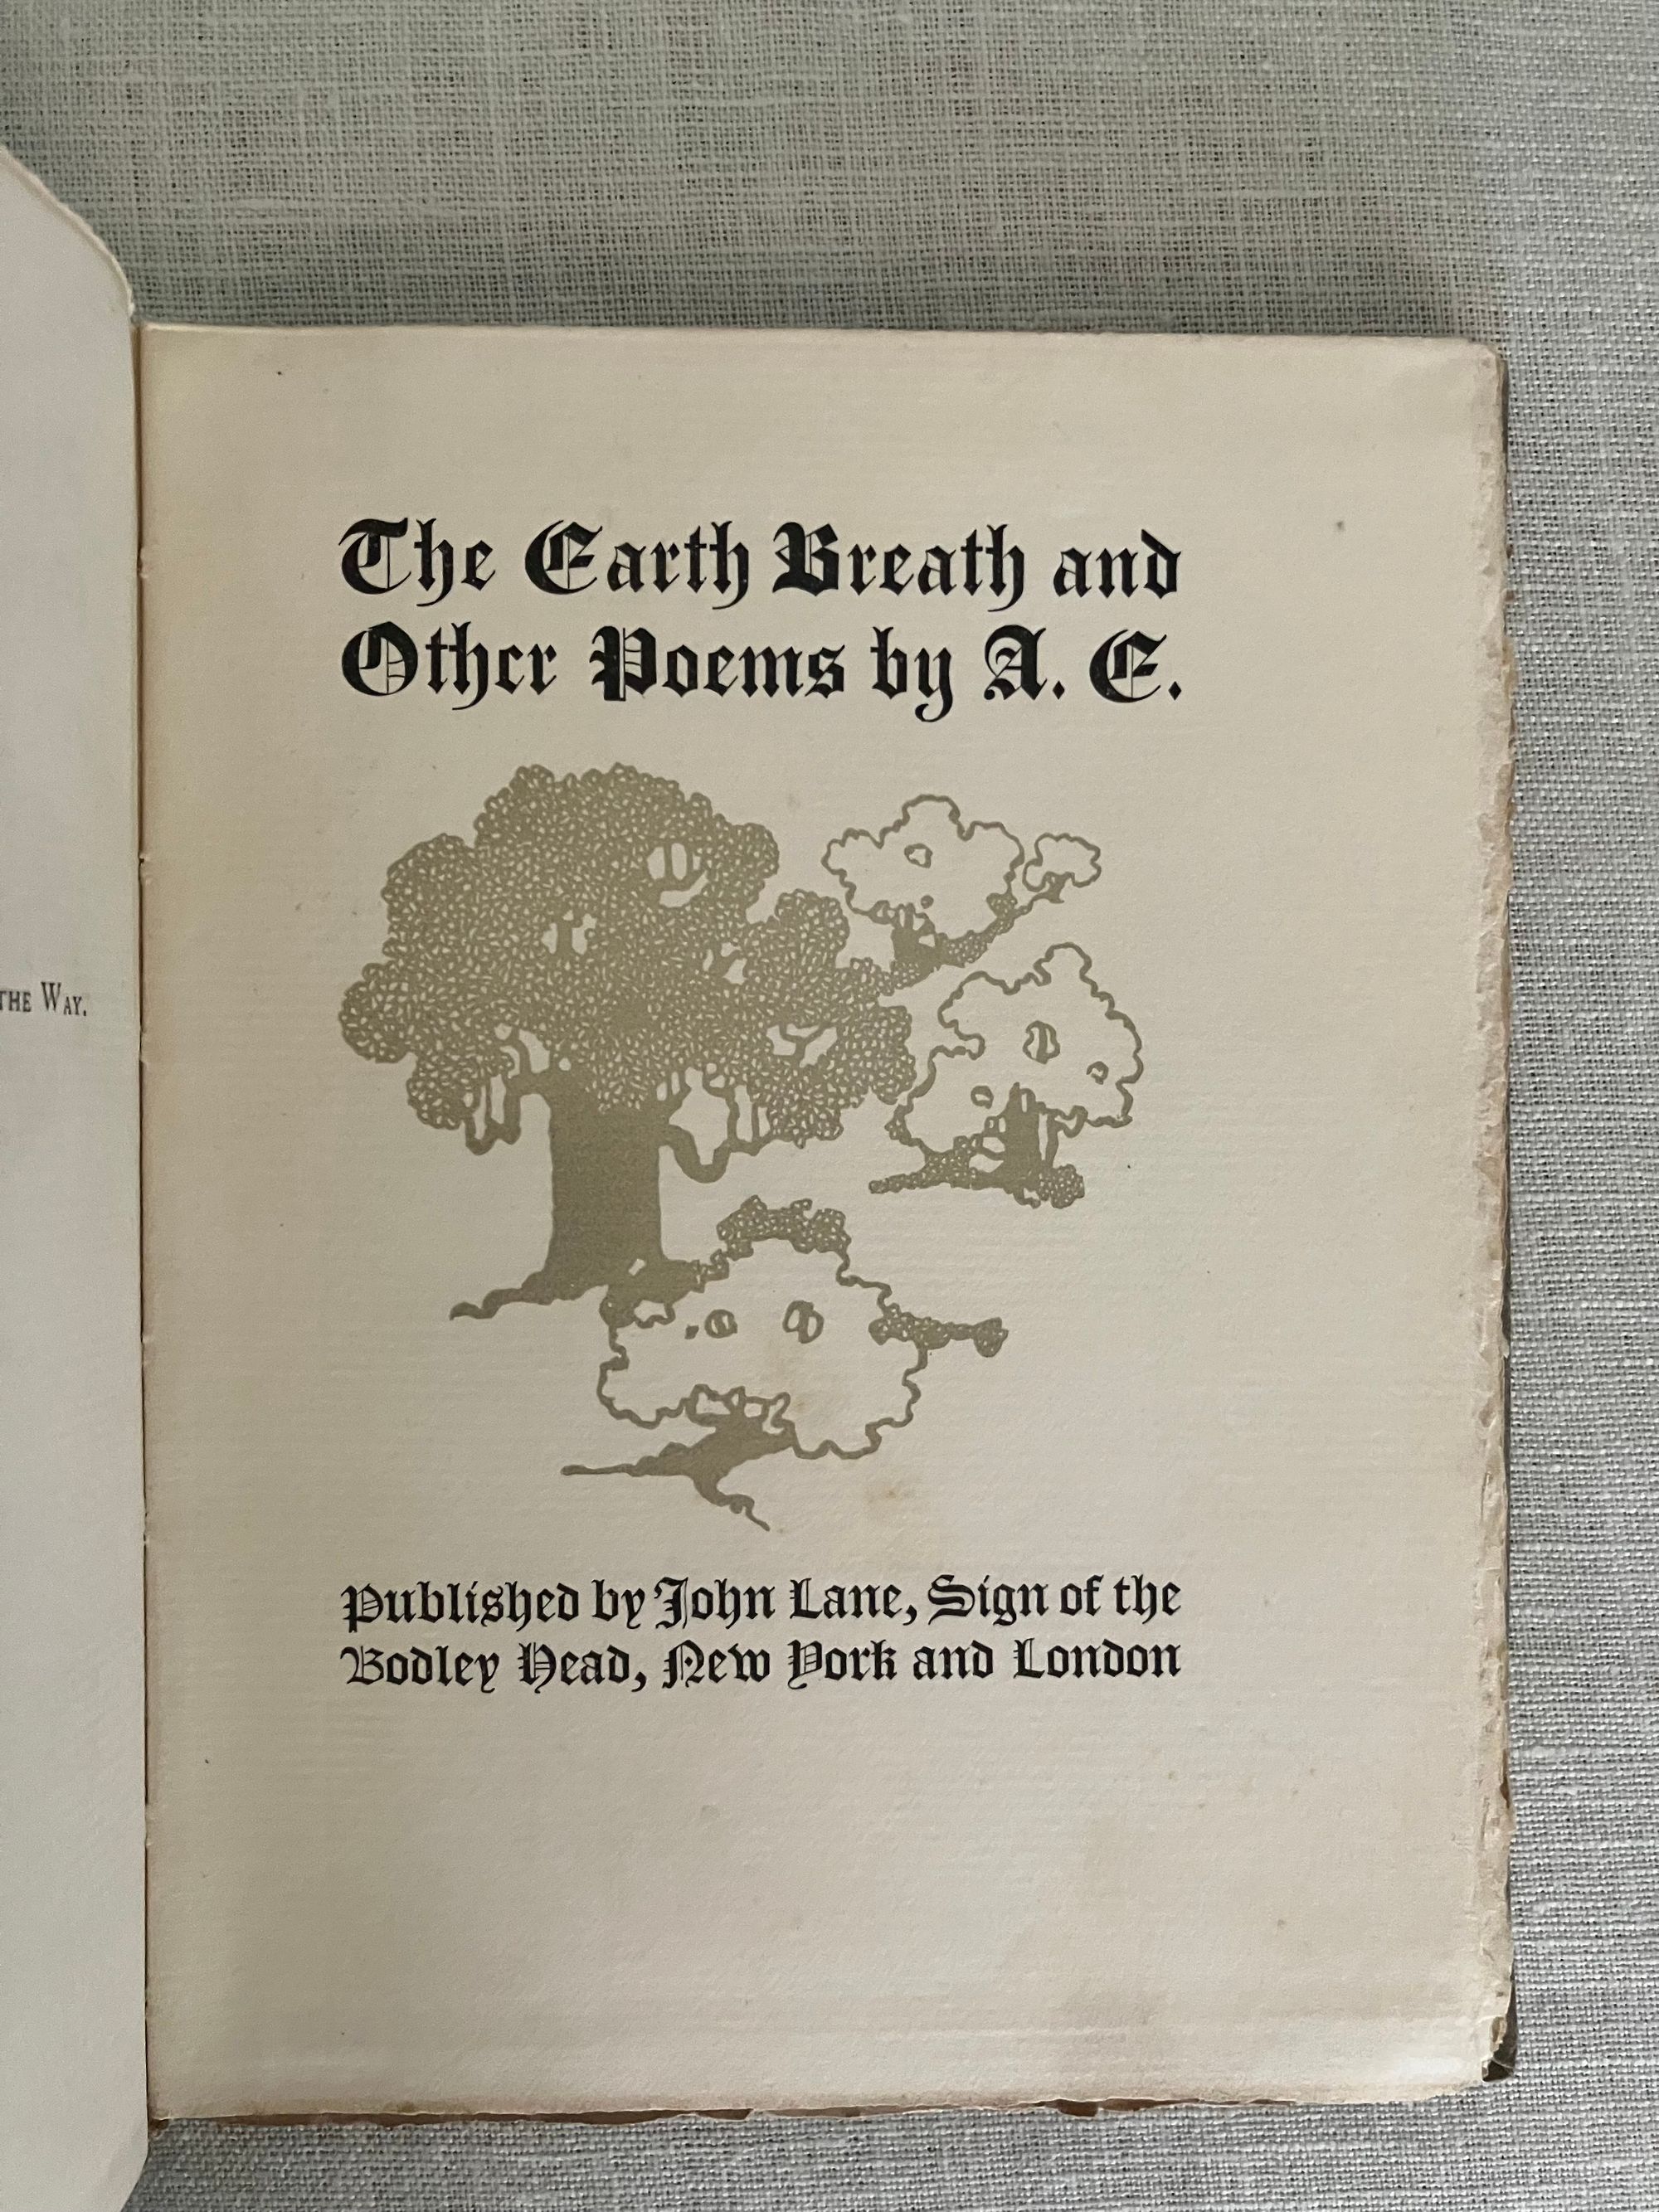 THE WAY.
The Earth Breath and
Other Poems by A. E.
Published by John Lane, Sign of the
Bodley Head, New York and London